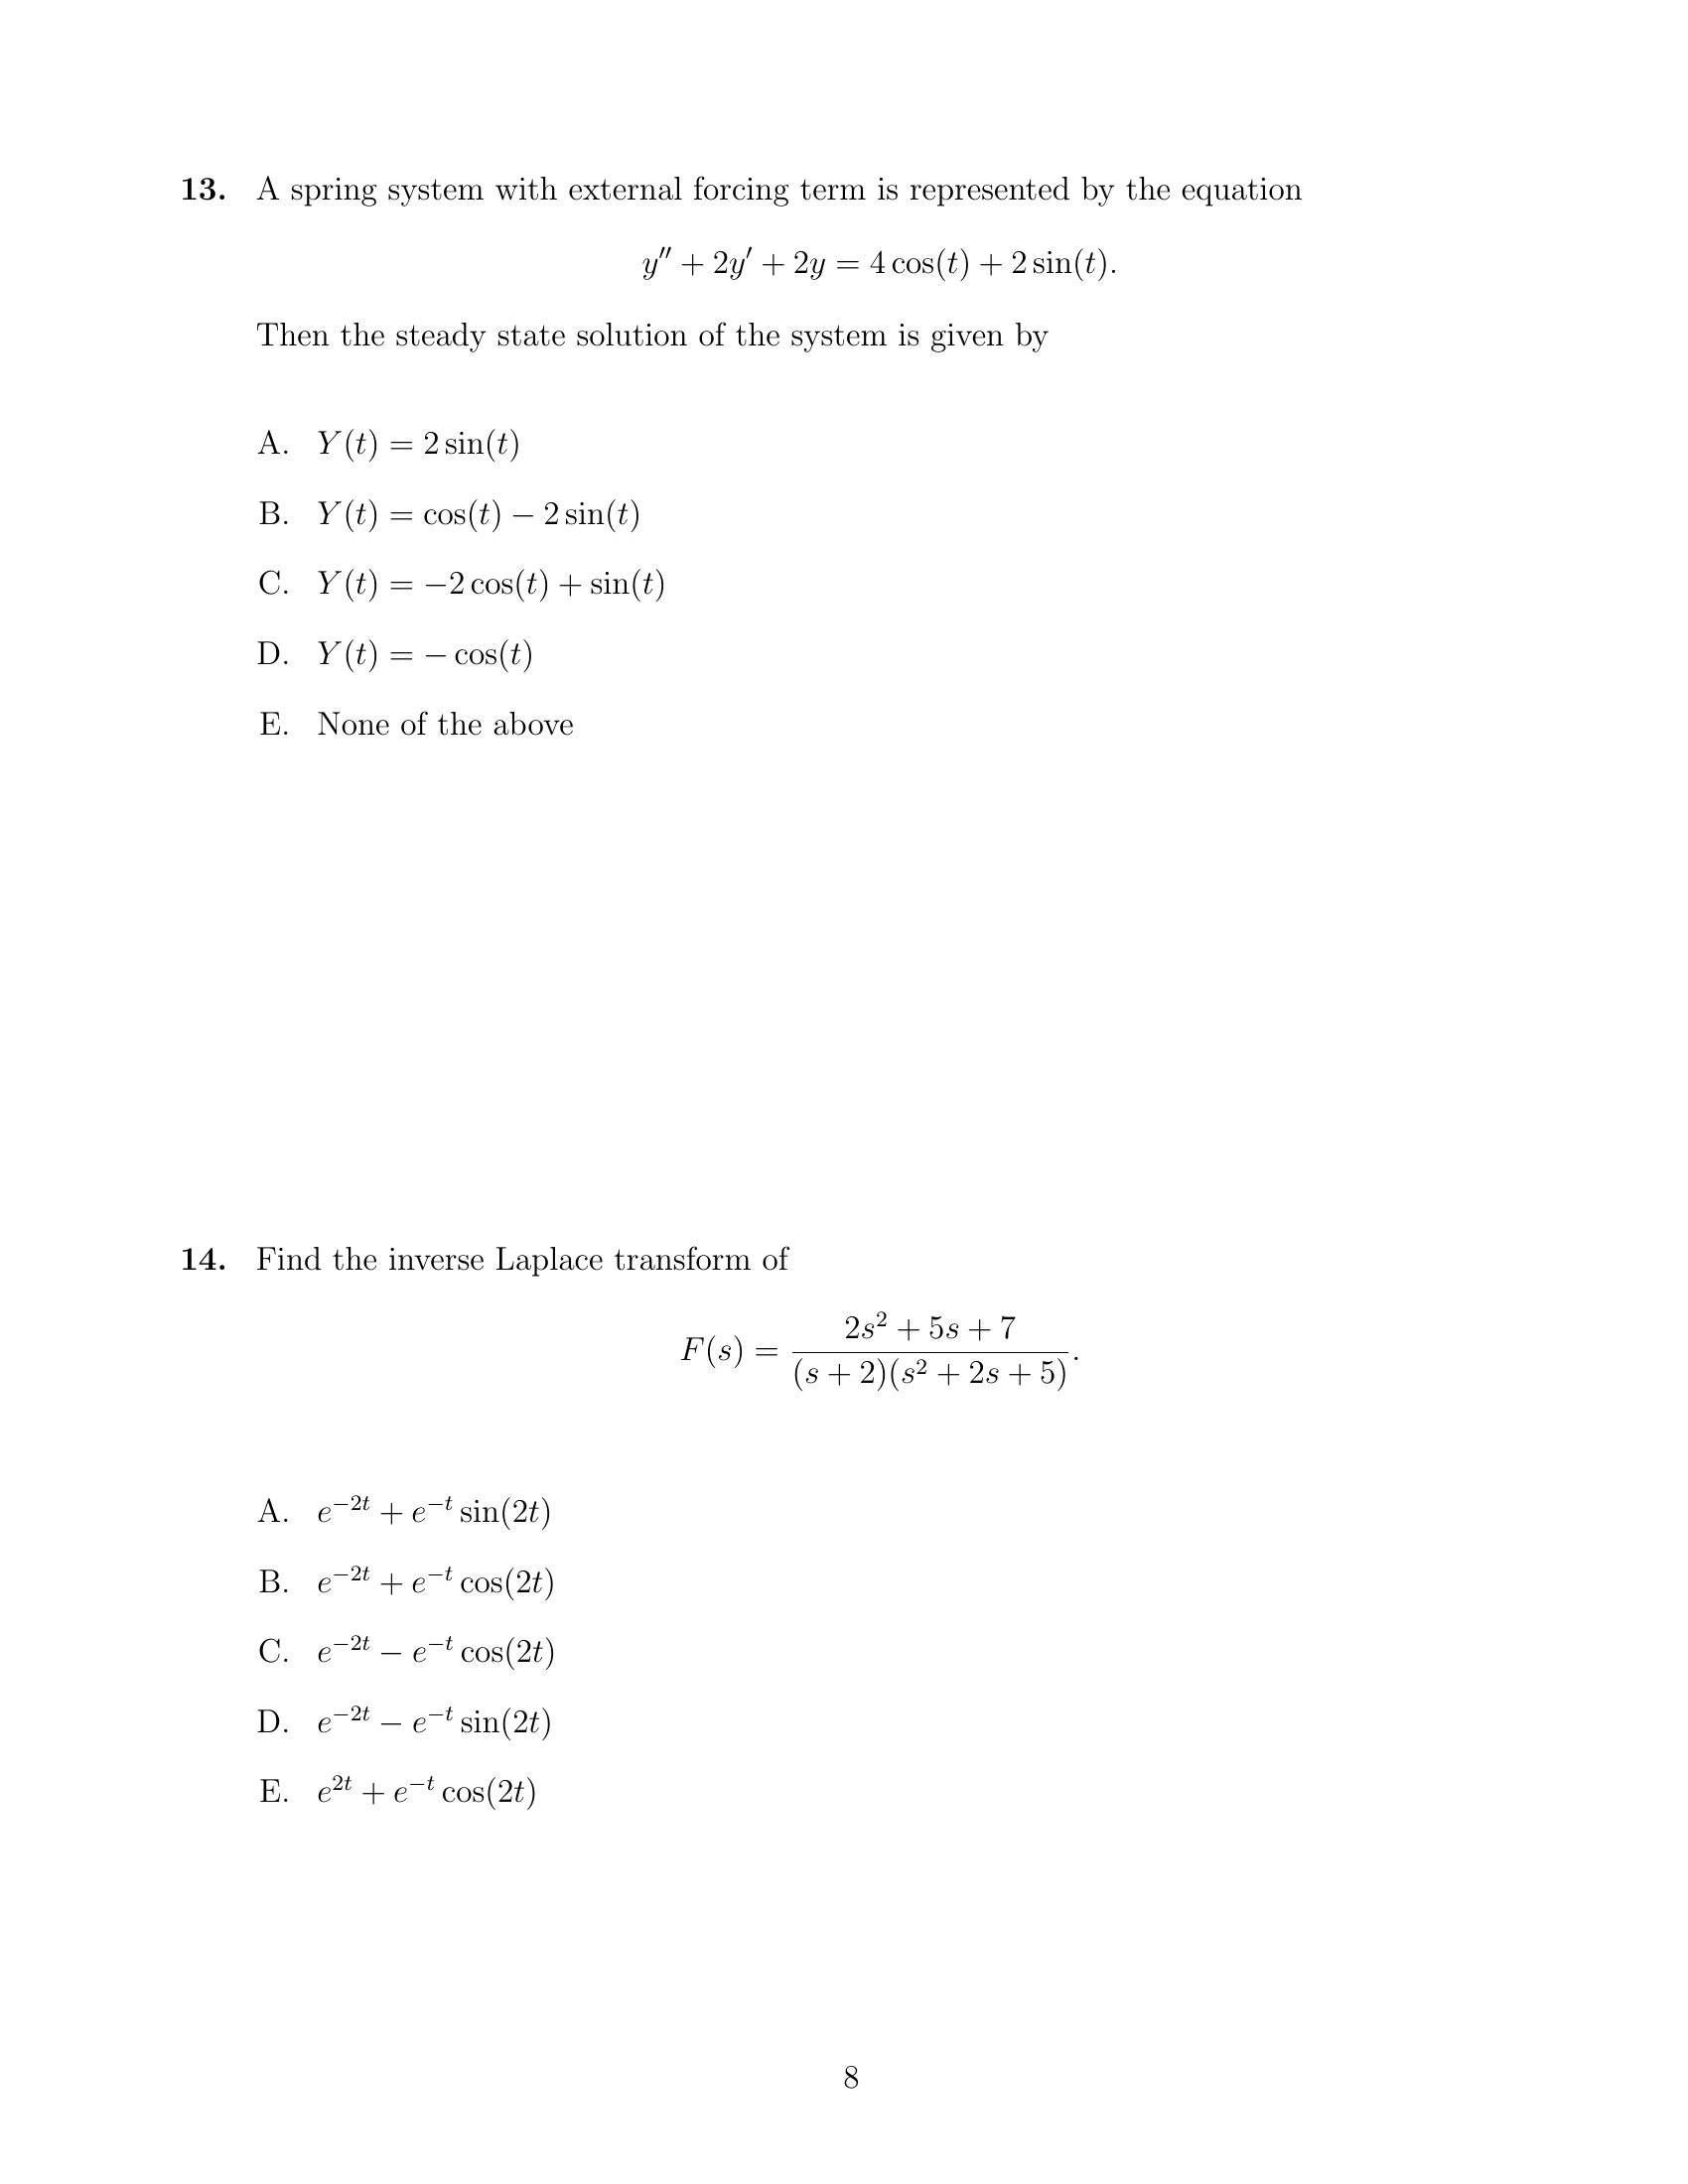 13. A spring system with external forcing term is represented by the equation
y″ + 2y′ + 2y = 4 cos(t) + 2 sin(t).
Then the steady state solution of the system is given by
A. Y(t) = 2 sin(t)
B. Y(t) = cos(t) − 2 sin(t)
C. Y(t) = −2 cos(t) + sin(t)
D. Y(t) = − cos(t)
E. None of the above
14. Find the inverse Laplace transform of
F(s) = \frac{2s^2 + 5s + 7}{(s + 2)(s^2 + 2s + 5)}.
A. e^{−2t} + e^{−t} sin(2t)
B. e^{−2t} + e^{−t} cos(2t)
C. e^{−2t} − e^{−t} cos(2t)
D. e^{−2t} − e^{−t} sin(2t)
E. e^{2t} + e^{−t} cos(2t)
8